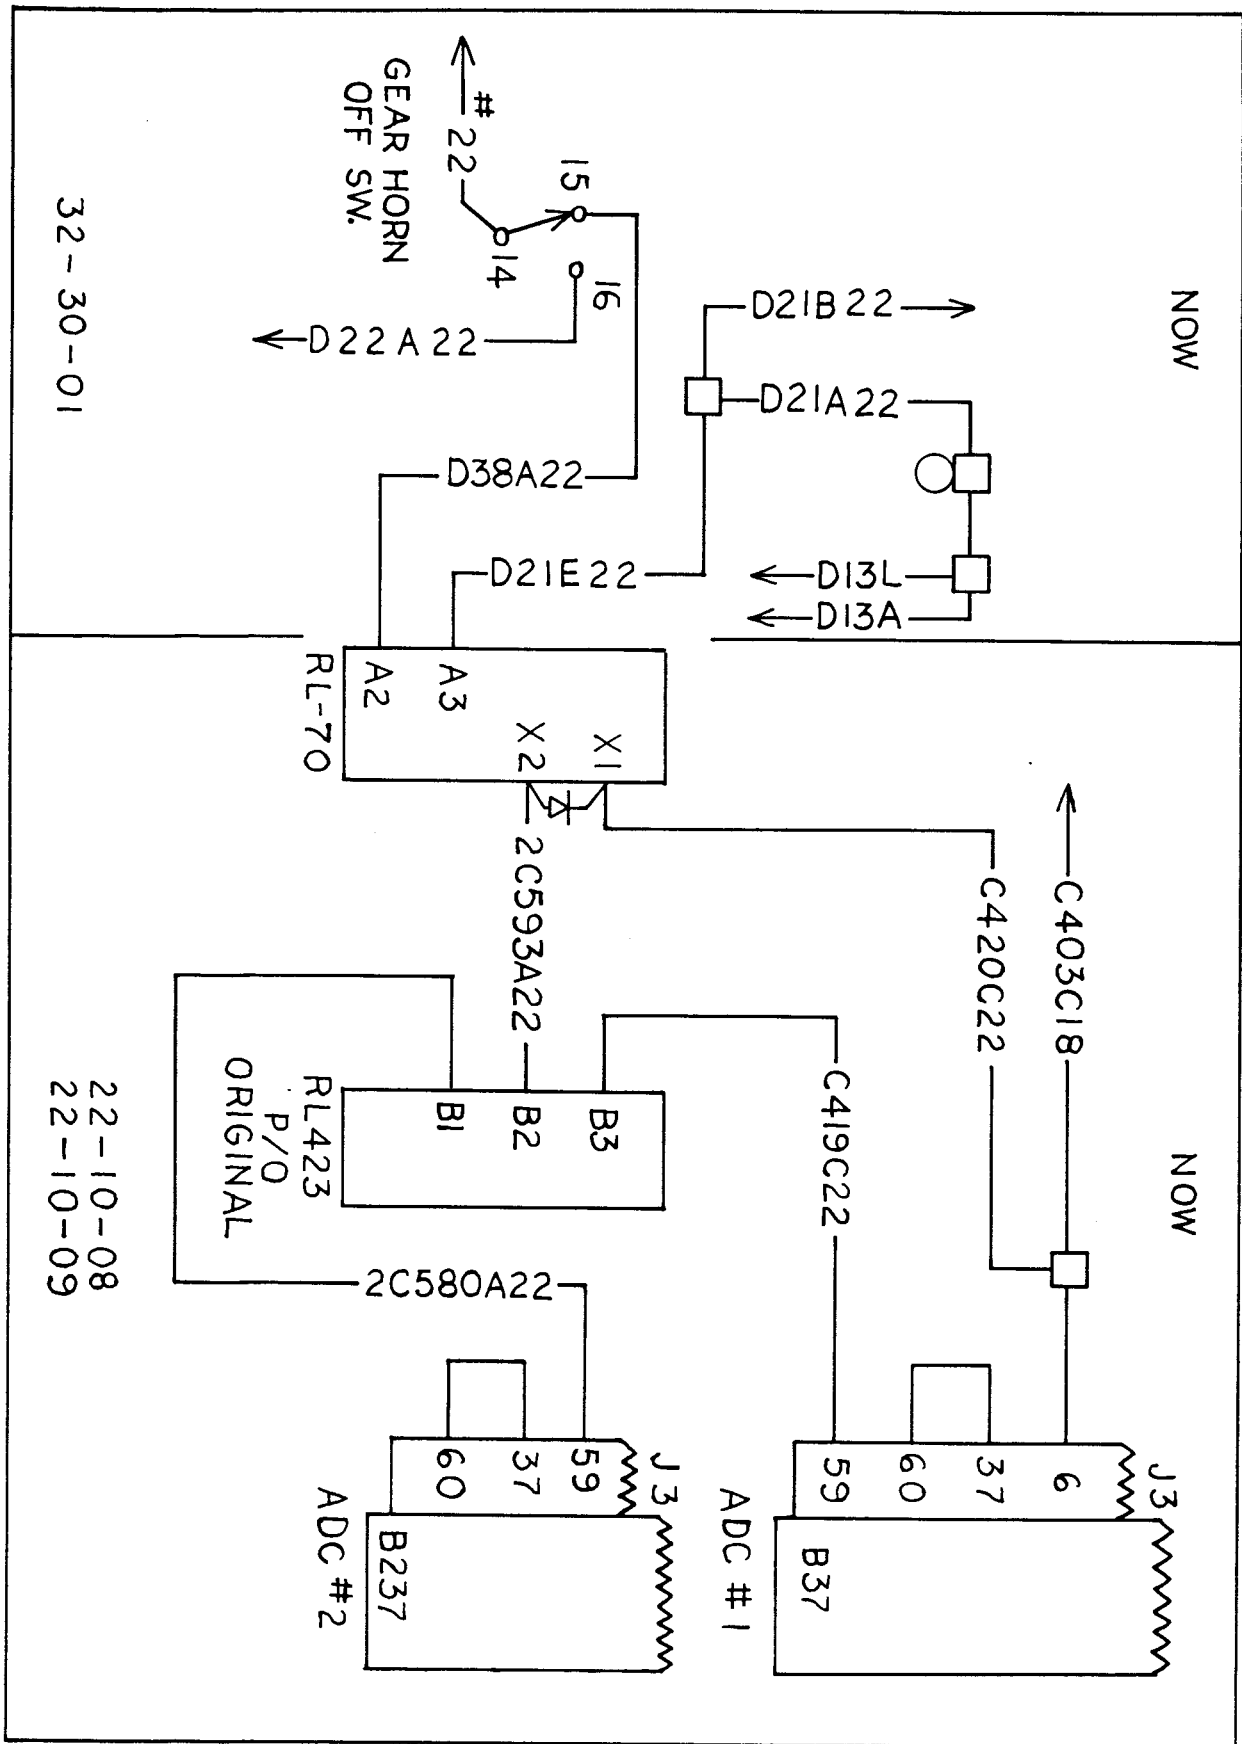 NOW
D21B22
D21A22
D13L
D13A
15
16
14
# 22
GEAR HORN
OFF SW.
D22A22
D38A22
D21E22
32-30-01
NOW
C403C18
C420C22
A2
A3
X2
X1
RL-70
2C593A22
C419C22
B1
B2
B3
RL423
P/O
ORIGINAL
2C580A22
J3
6
37
60
59
B37
ADC #1
J3
59
37
60
B237
ADC #2
22-10-08
22-10-09